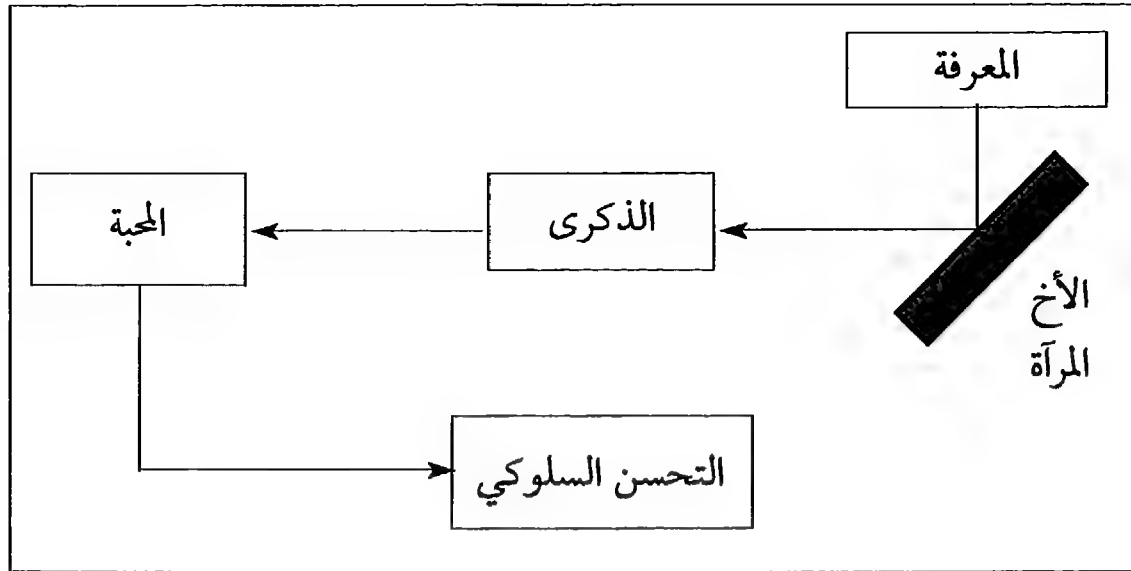 المعرفة
الذكرى
المحبة
الأخ
المرآة
التحسن السلوكي